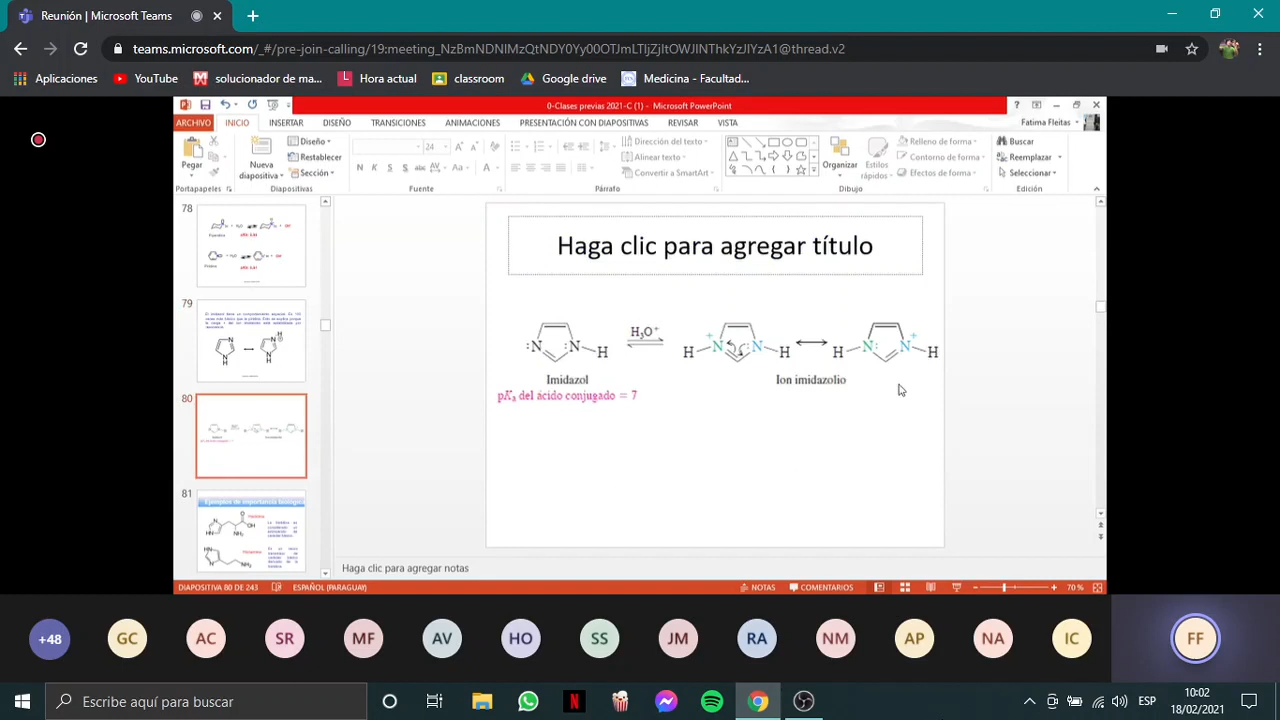 Reunión |
teams.microsoft.com/_#/pre-join-calling/19:meeting_NzBmNDNlMzQtNDY0Yy00OTJmLTljZjItOWJlNThkYzJlYzA1@thread.v2
Aplicaciones YouTube solucionador de ma... Hora actual classroom Google drive Medicina - Facultad...
0-Clases previas 2021-C (1) - Microsoft PowerPoint
ARCHIVO INICIO INSERTAR DISEÑO TRANSICIONES ANIMACIONES PRESENTACIÓN CON DIAPOSITIVAS REVISAR VISTA Fatima Fleitas
Pegar
Nueva diapositiva
Diseño
Restablecer
Sección
24
N K S S abc AV Aa A
Dirección del texto
Alinear texto
Convertir a SmartArt
Organizar
Estilos rápidos
Relleno de forma
Contorno de forma
Efectos de forma
Buscar
Reemplazar
Seleccionar
Portapapeles Diapositivas Fuente Párrafo Dibujo Edición
78
79
80
81
Haga clic para agregar título
H₃O⁺
:N N: H
H N⁺ N: H
H N: N⁺ H
Imidazol
Ion imidazolio
pKₐ del ácido conjugado = 7
Haga clic para agregar notas
DIAPOSITIVA 80 DE 243 ESPAÑOL (PARAGUAY) NOTAS COMENTARIOS 70 %
+48 GC AC SR MF AV HO SS JM RA NM AP NA IC FF
Escribe aquí para buscar
ESP
10:02
18/02/2021